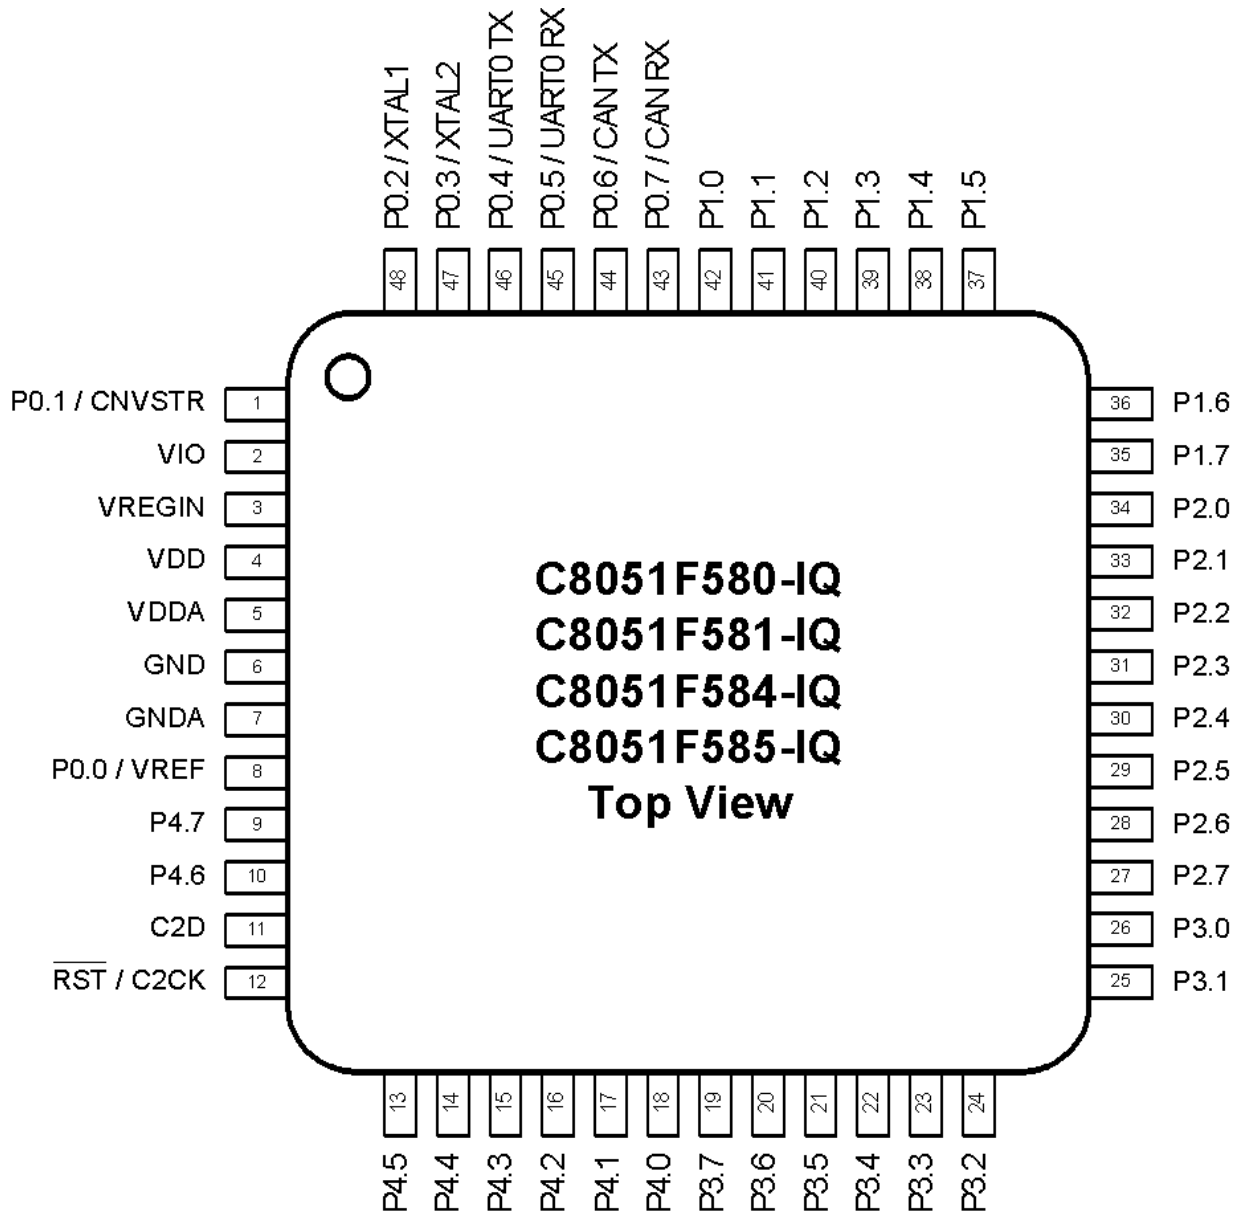 P0.2 / XTAL1
P0.3 / XTAL2
P0.4 / UART0 TX
P0.5 / UART0 RX
P0.6 / CAN TX
P0.7 / CAN RX
P1.0
P1.1
P1.2
P1.3
P1.4
P1.5
48
47
46
45
44
43
42
41
40
39
38
37
P0.1 / CNVSTR 1
VIO 2
VREGIN 3
VDD 4
VDDA 5
GND 6
GNDA 7
P0.0 / VREF 8
P4.7 9
P4.6 10
C2D 11
R̅S̅T̅ / C2CK 12
C8051F580-IQ
C8051F581-IQ
C8051F584-IQ
C8051F585-IQ
Top View
36 P1.6
35 P1.7
34 P2.0
33 P2.1
32 P2.2
31 P2.3
30 P2.4
29 P2.5
28 P2.6
27 P2.7
26 P3.0
25 P3.1
13
14
15
16
17
18
19
20
21
22
23
24
P4.5
P4.4
P4.3
P4.2
P4.1
P4.0
P3.7
P3.6
P3.5
P3.4
P3.3
P3.2